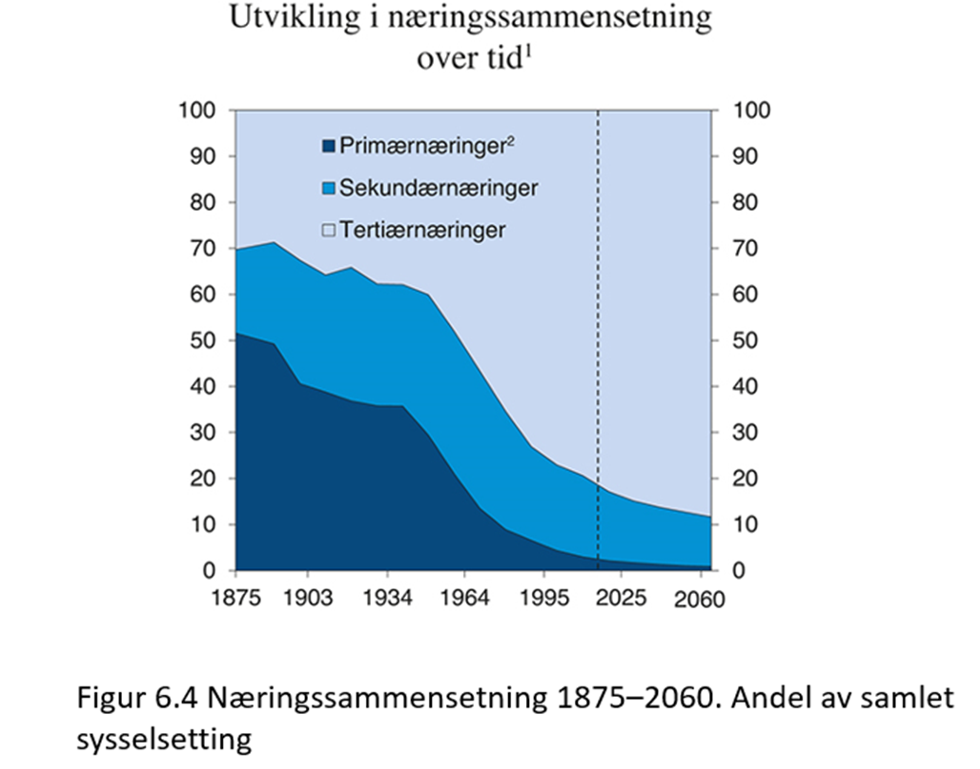 Utvikling i næringssammensetning
over tid¹
100 100
90 90
80 80
70 70
60 60
50 50
40 40
30 30
20 20
10 10
0 0
Primærnæringer²
Sekundærnæringer
Tertiærnæringer
1875 1903 1934 1964 1995 2025 2060
Figur 6.4 Næringssammensetning 1875–2060. Andel av samlet
sysselsetting